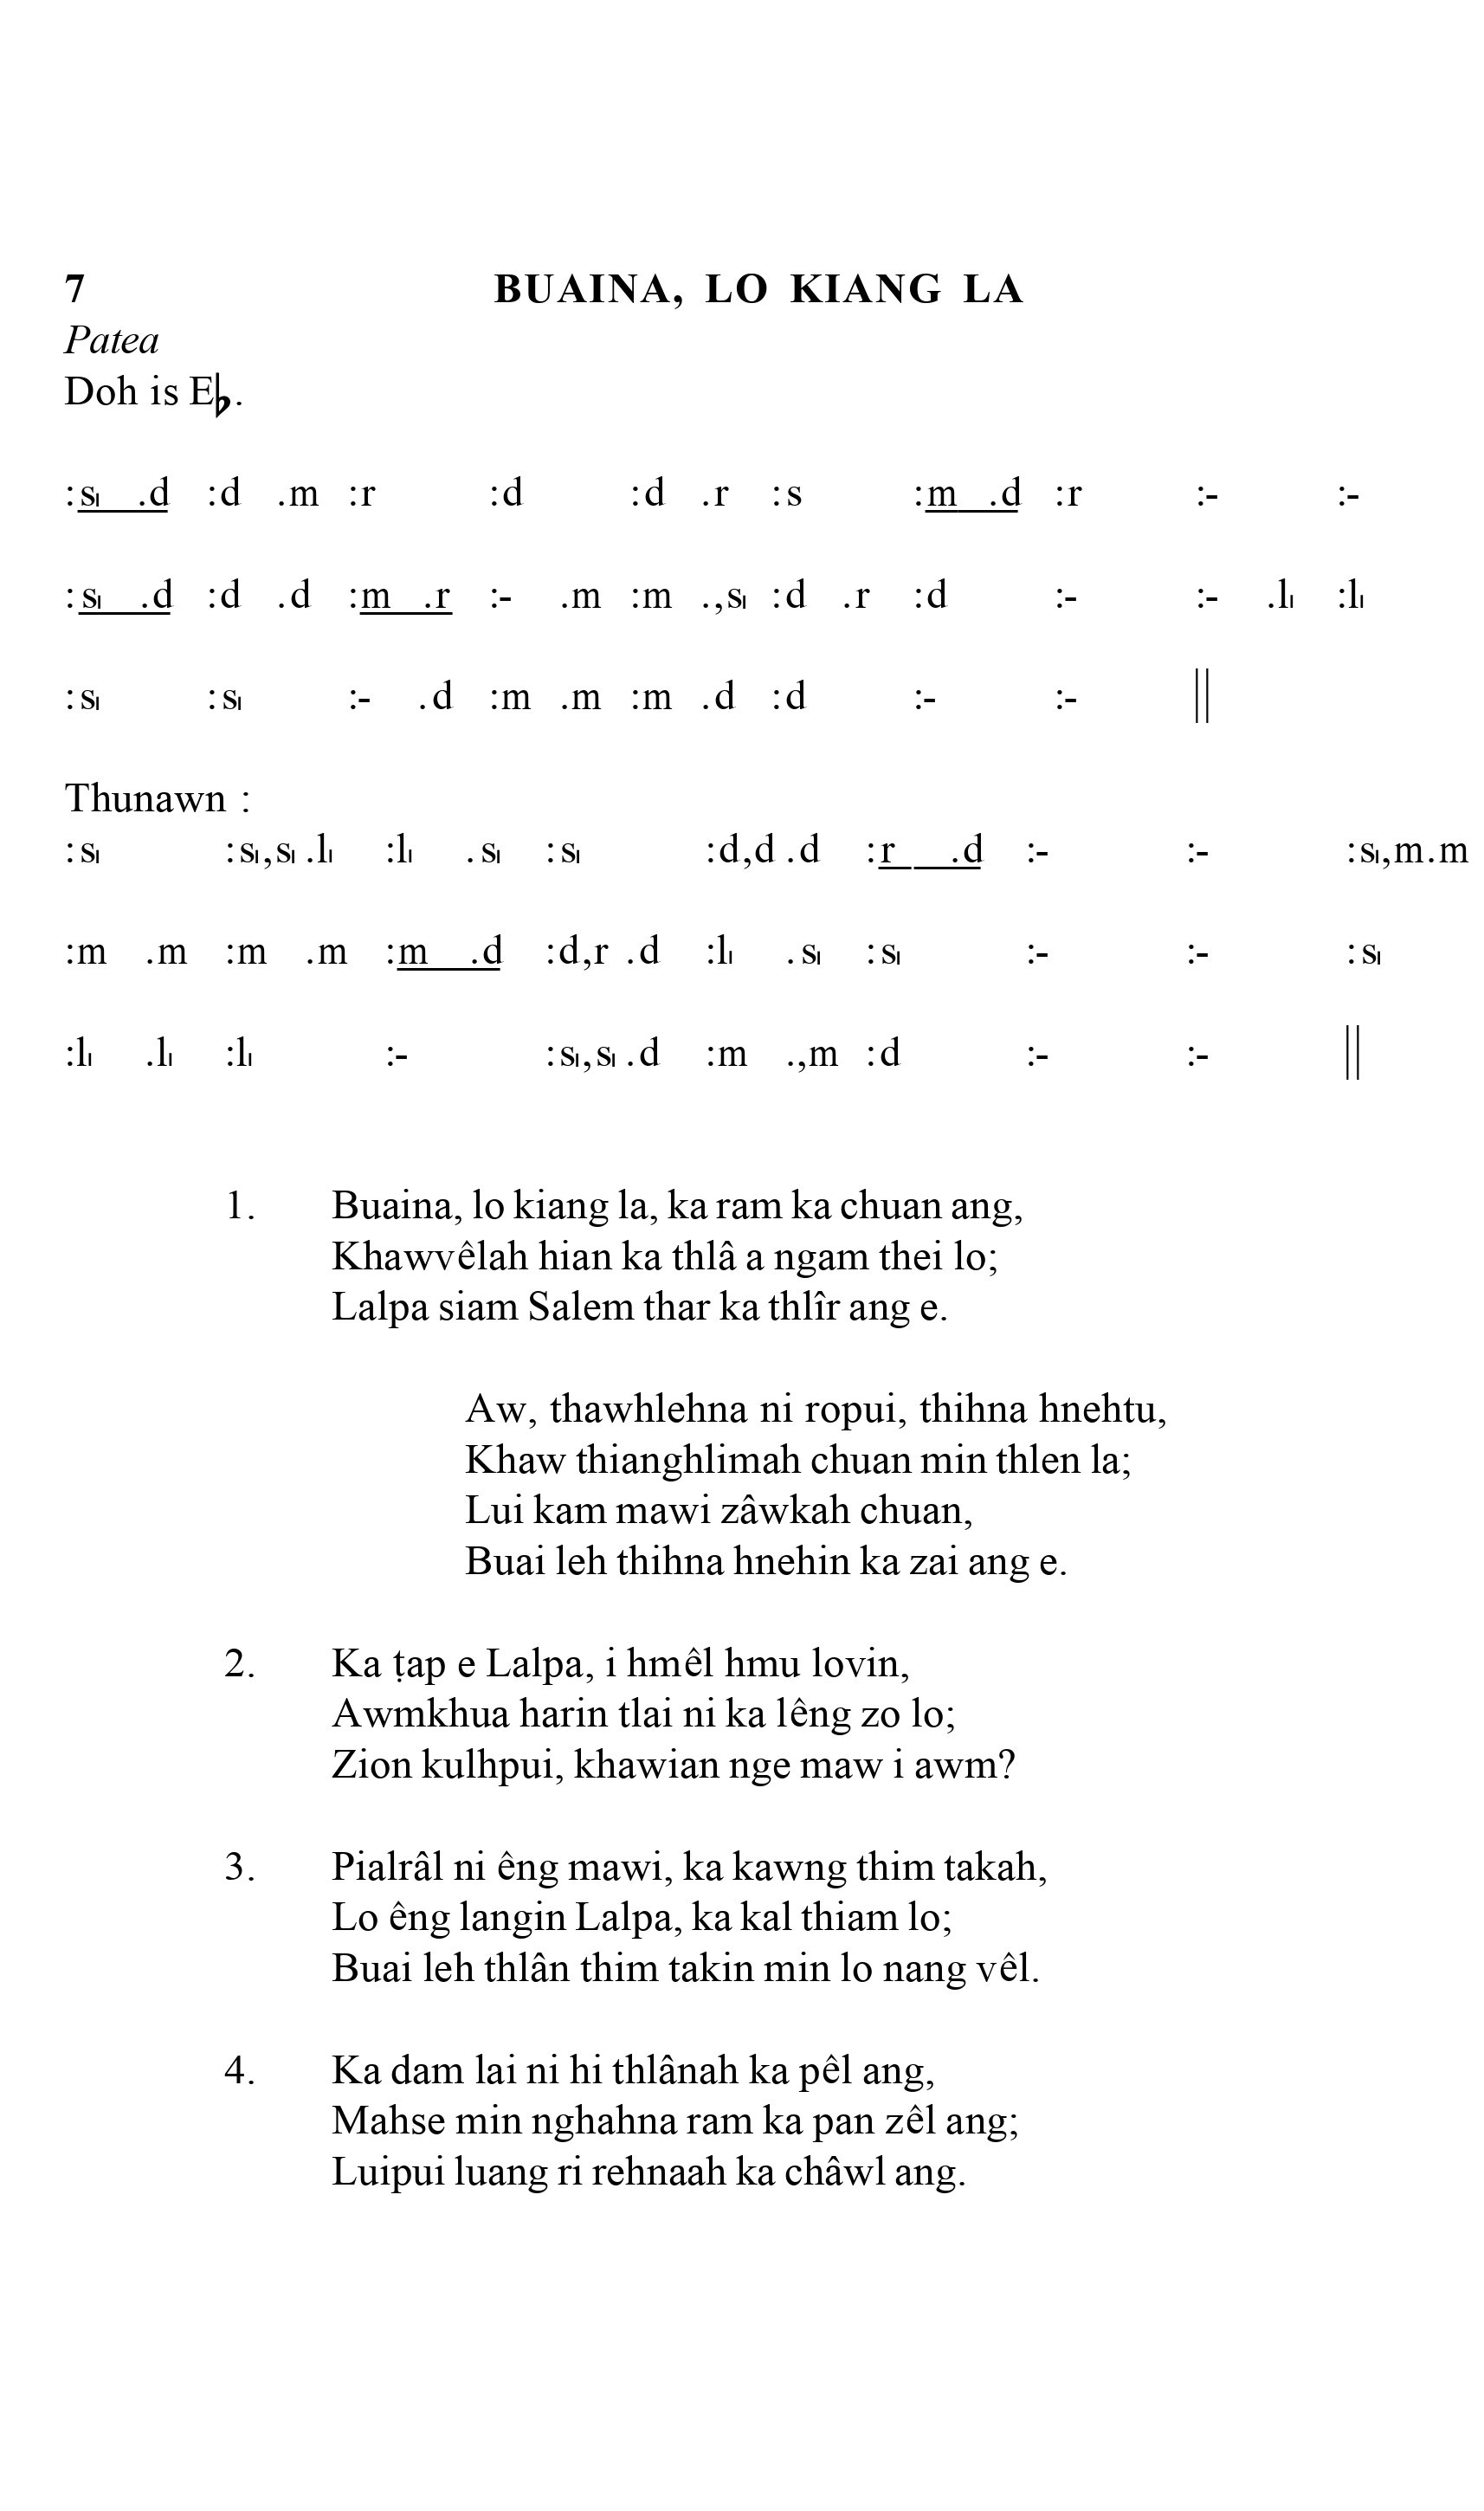 7 BUAINA, LO KIANG LA
Patea
Doh is E♭.
:s₁ .d :d .m :r :d :d .r :s :m .d :r :- :-
:s₁ .d :d .d :m .r :- .m :m .,s₁ :d .r :d :- :- .l₁ :l₁
:s₁ :s₁ :- .d :m .m :m .d :d :- :- ||
Thunawn :
:s₁ :s₁,s₁ .l₁ :l₁ .s₁ :s₁ :d,d .d :r .d :- :- :s₁,m.m
:m .m :m .m :m .d :d,r .d :l₁ .s₁ :s₁ :- :- :s₁
:l₁ .l₁ :l₁ :- :s₁,s₁ .d :m .,m :d :- :- ||
1. Buaina, lo kiang la, ka ram ka chuan ang,
Khawvêlah hian ka thlâ a ngam thei lo;
Lalpa siam Salem thar ka thlîr ang e.
Aw, thawhlehna ni ropui, thihna hnehtu,
Khaw thianghlimah chuan min thlen la;
Lui kam mawi zâwkah chuan,
Buai leh thihna hnehin ka zai ang e.
2. Ka ṭap e Lalpa, i hmêl hmu lovin,
Awmkhua harin tlai ni ka lêng zo lo;
Zion kulhpui, khawian nge maw i awm?
3. Pialrâl ni êng mawi, ka kawng thim takah,
Lo êng langin Lalpa, ka kal thiam lo;
Buai leh thlân thim takin min lo nang vêl.
4. Ka dam lai ni hi thlânah ka pêl ang,
Mahse min nghahna ram ka pan zêl ang;
Luipui luang ri rehnaah ka châwl ang.